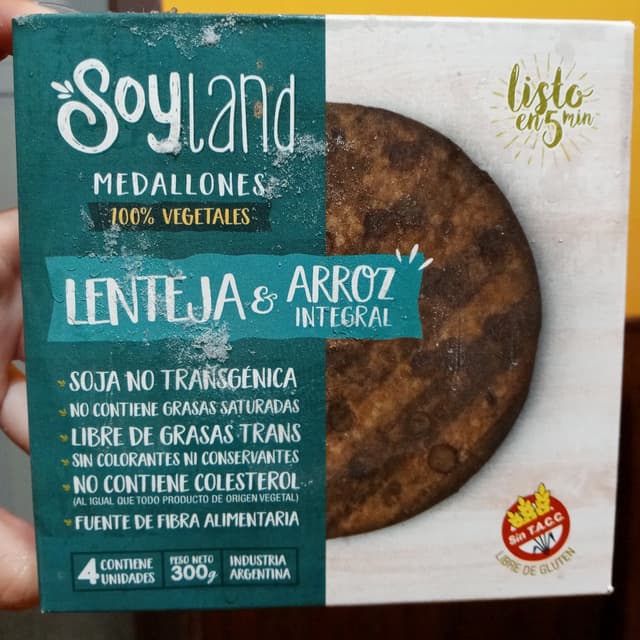 Soyland
MEDALLONES
100% VEGETALES
LENTEJA & ARROZ
INTEGRAL
SOJA NO TRANSGÉNICA
NO CONTIENE GRASAS SATURADAS
LIBRE DE GRASAS TRANS
SIN COLORANTES NI CONSERVANTES
NO CONTIENE COLESTEROL
(AL IGUAL QUE TODO PRODUCTO DE ORIGEN VEGETAL)
FUENTE DE FIBRA ALIMENTARIA
4 CONTIENE
UNIDADES
PESO NETO
300g
INDUSTRIA
ARGENTINA
listo
en 5 min
Sin T.A.C.C.
LIBRE DE GLUTEN